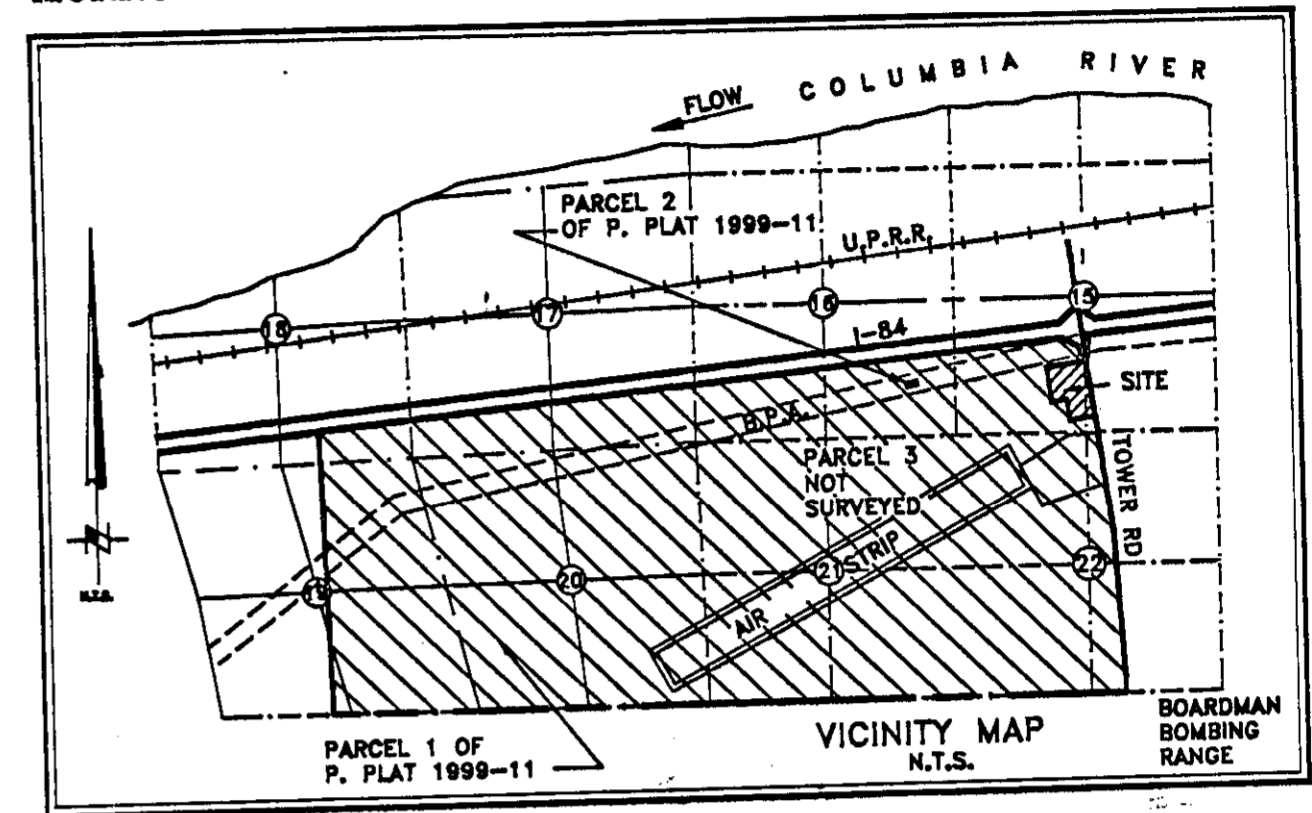 COLUMBIA RIVER
FLOW
PARCEL 2
OF P. PLAT 1999-11
U.P.R.R.
18
17
16
15
I-84
SITE
B.P.A.
PARCEL 3
NOT
SURVEYED
TOWER RD
AIR STRIP
19
20
21
22
N.T.S.
PARCEL 1 OF
P. PLAT 1999-11
VICINITY MAP
N.T.S.
BOARDMAN
BOMBING
RANGE